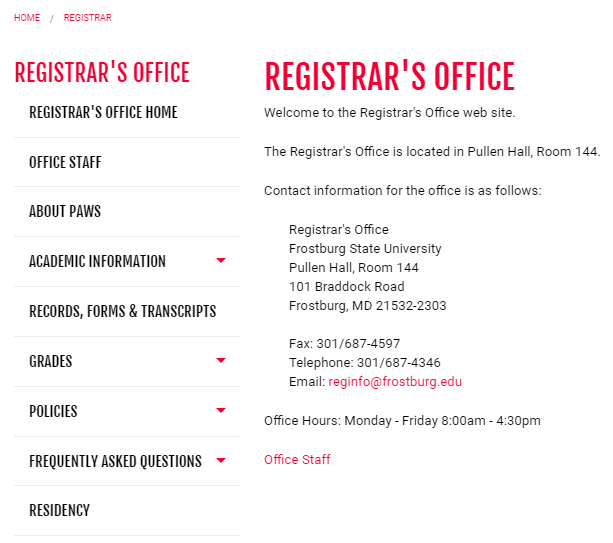 HOME / REGISTRAR
REGISTRAR'S OFFICE
REGISTRAR'S OFFICE HOME
OFFICE STAFF
ABOUT PAWS
ACADEMIC INFORMATION
RECORDS, FORMS & TRANSCRIPTS
GRADES
POLICIES
FREQUENTLY ASKED QUESTIONS
RESIDENCY
REGISTRAR'S OFFICE
Welcome to the Registrar's Office web site.
The Registrar's Office is located in Pullen Hall, Room 144.
Contact information for the office is as follows:
Registrar's Office
Frostburg State University
Pullen Hall, Room 144
101 Braddock Road
Frostburg, MD 21532-2303
Fax: 301/687-4597
Telephone: 301/687-4346
Email: reginfo@frostburg.edu
Office Hours: Monday - Friday 8:00am - 4:30pm
Office Staff